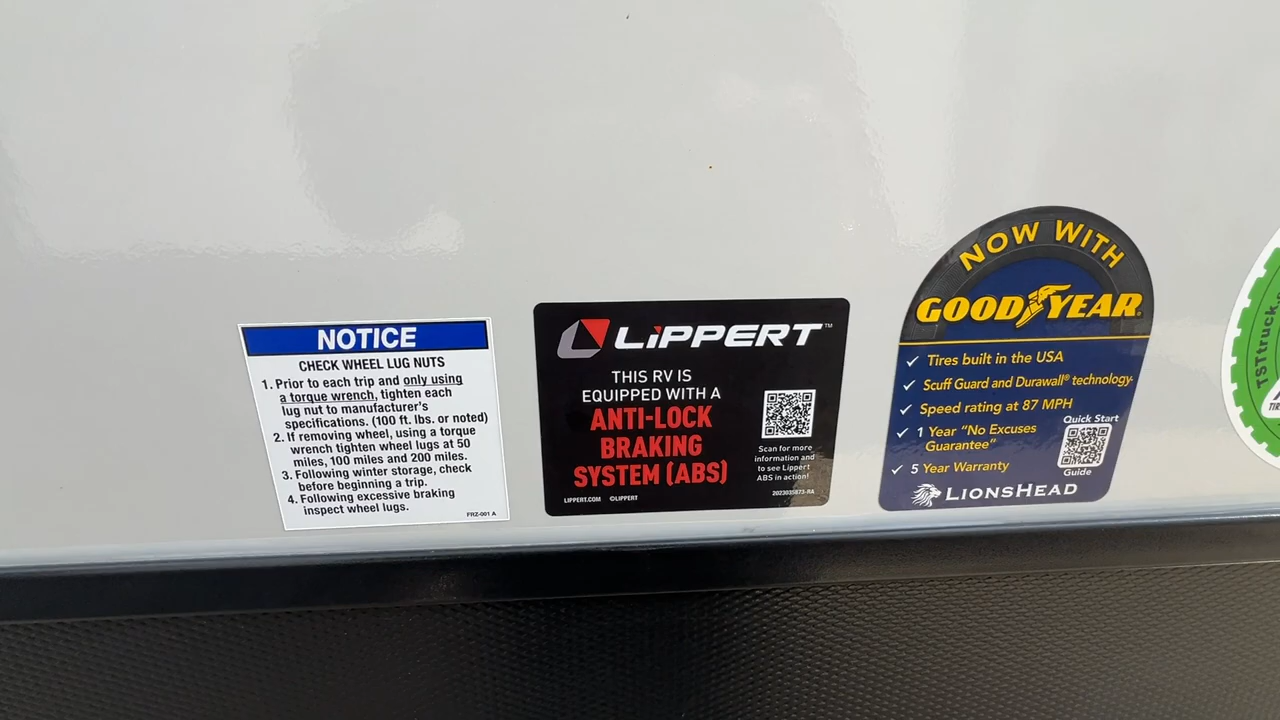 NOTICE
CHECK WHEEL LUG NUTS
1. Prior to each trip and only using
a torque wrench, tighten each
lug nut to manufacturer's
specifications. (100 ft. lbs. or noted)
2. If removing wheel, using a torque
wrench tighten wheel lugs at 50
miles, 100 miles and 200 miles.
3. Following winter storage, check
before beginning a trip.
4. Following excessive braking
inspect wheel lugs.
FRZ-001 A
LiPPERT™
THIS RV IS
EQUIPPED WITH A
ANTI-LOCK
BRAKING
SYSTEM (ABS)
Scan for more
information and
to see Lippert
ABS in action!
LIPPERT.COM ©LIPPERT
2023035873-RA
NOW WITH
GOODYEAR®
✓ Tires built in the USA
✓ Scuff Guard and Durawall® technology
✓ Speed rating at 87 MPH
✓ 1 Year “No Excuses
Guarantee”
✓ 5 Year Warranty
Quick Start
Guide
LIONSHEAD
TSTtruck